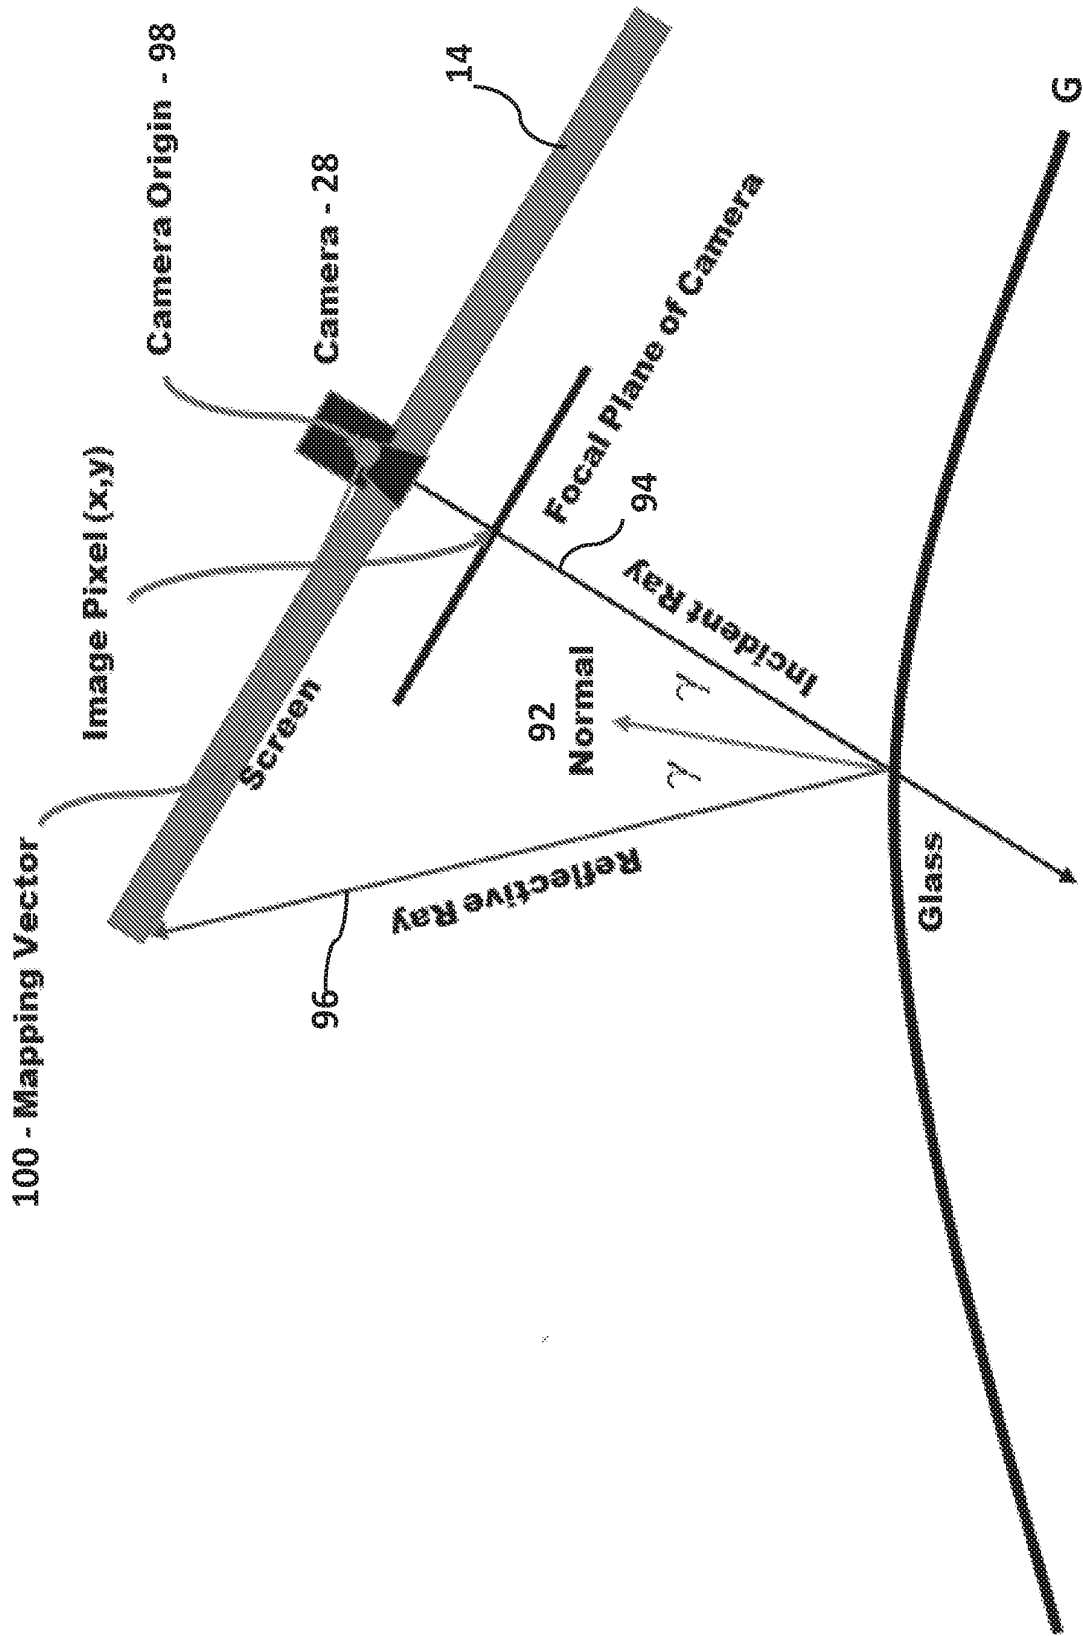 100 - Mapping Vector
Image Pixel (x,y)
Camera Origin - 98
Camera - 28
14
Screen
Focal Plane of Camera
94
Incident Ray
92
Normal
γ
γ
Reflective Ray
96
Glass
G